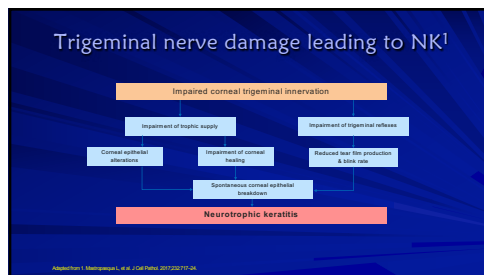 Trigeminal nerve damage leading to NK1
Impaired corneal trigeminal innervation
Impairment of trophic supply
Impairment of trigeminal reflexes
Corneal epithelial
alterations
Impairment of corneal
healing
Reduced tear film production
& blink rate
Spontaneous corneal epithelial
breakdown
Neurotrophic keratitis
Adapted from 1. Mastropasqua L, et al. J Cell Pathol. 2017;232:717–24.